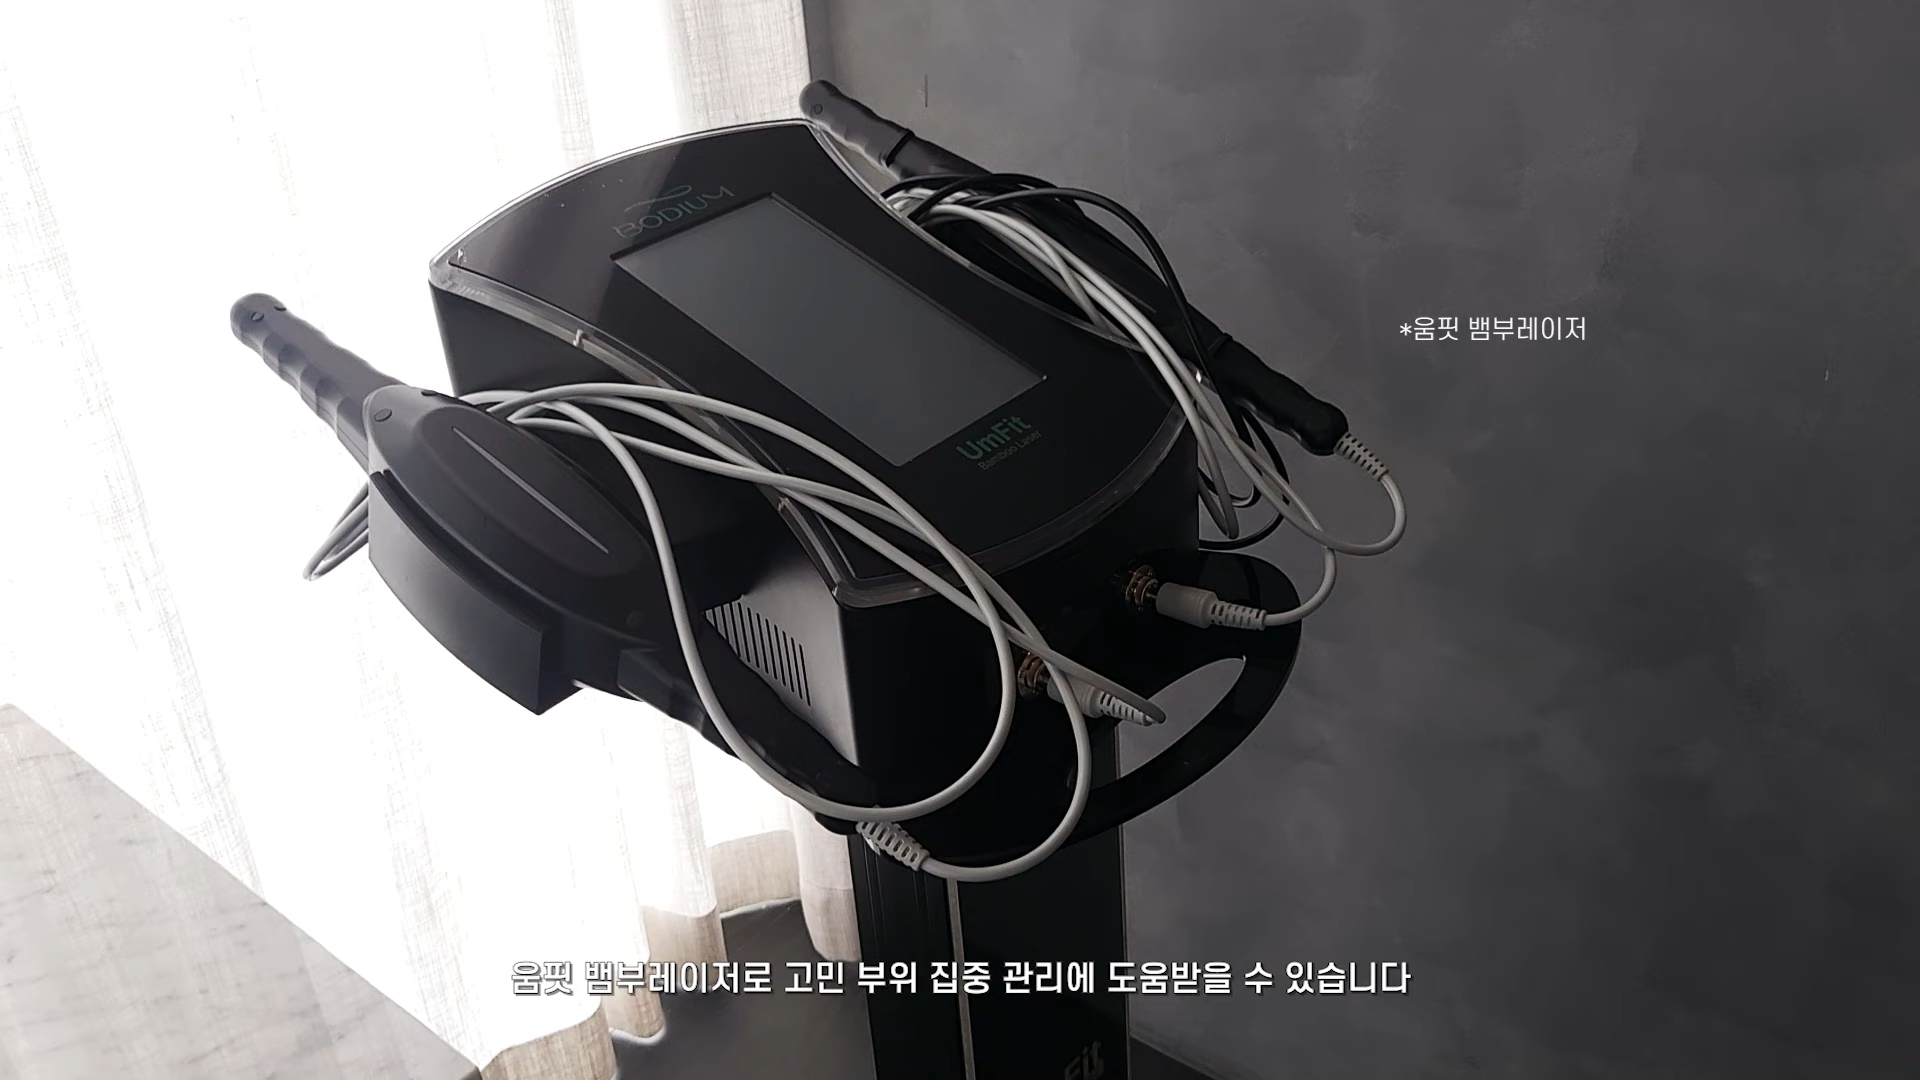 BODIUM
*움핏 뱀부레이저
UmFit
Bamboo Laser
움핏 뱀부레이저로 고민 부위 집중 관리에 도움받을 수 있습니다
Fit